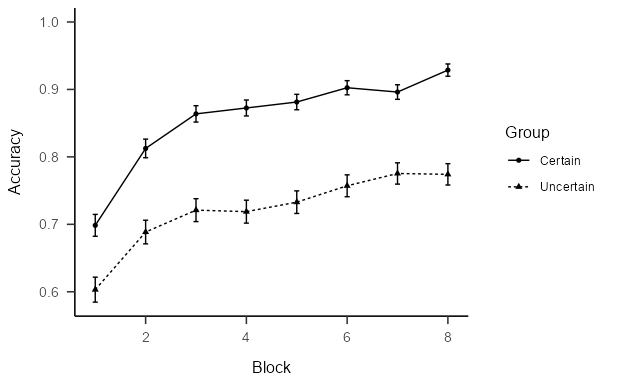 1.0
0.9
0.8
0.7
0.6
Accuracy
2 4 6 8
Block
Group
Certain
Uncertain